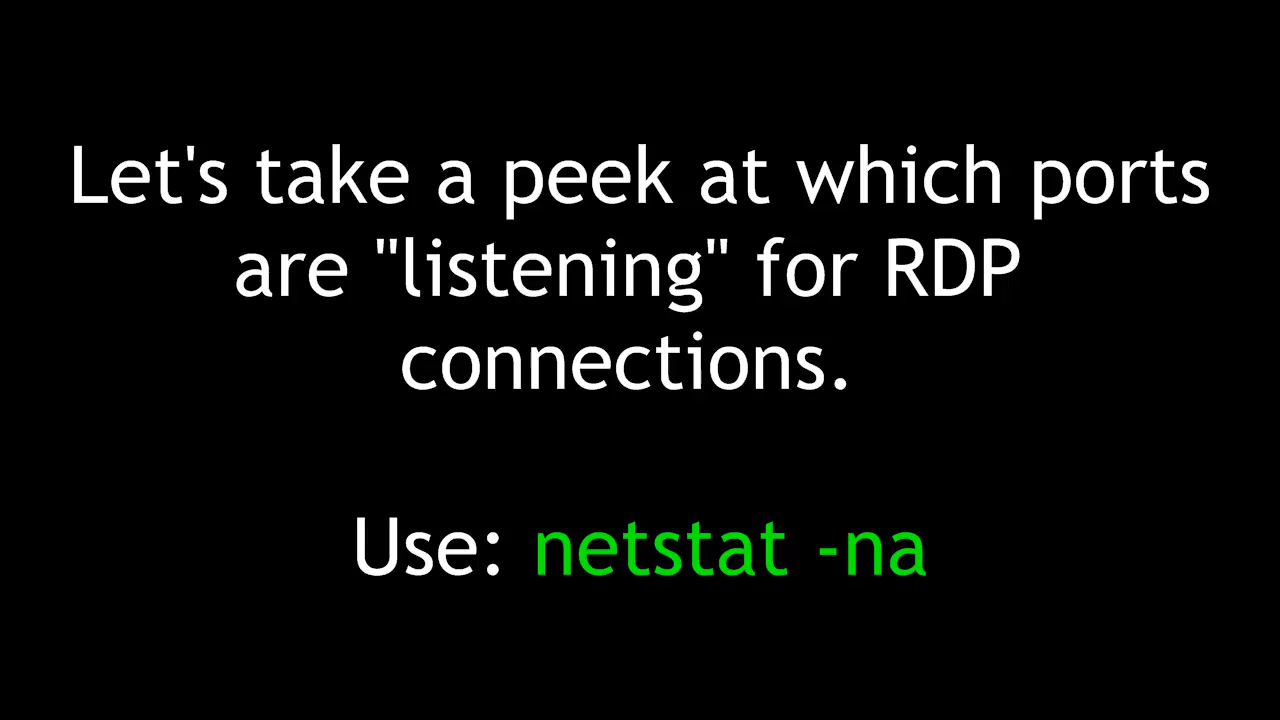 Let's take a peek at which ports
are "listening" for RDP
connections.
Use: netstat -na